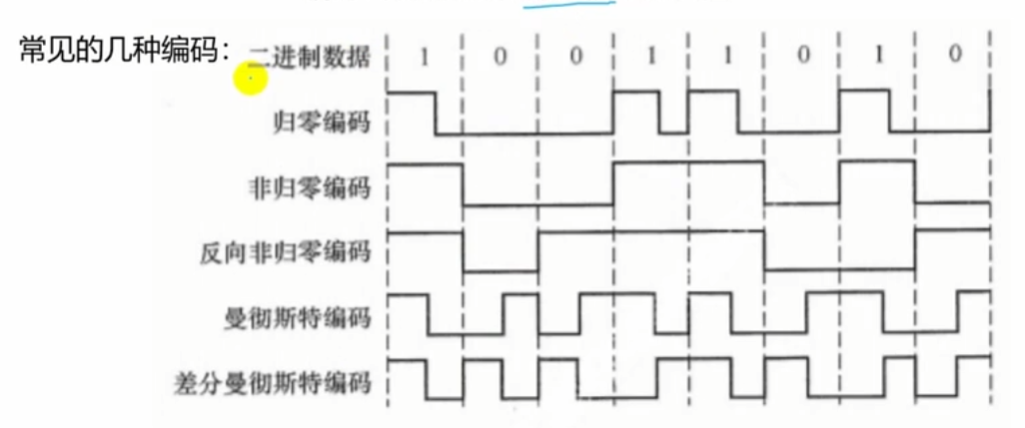 常见的几种编码：
二进制数据 1 0 0 1 1 0 1 0
归零编码
非归零编码
反向非归零编码
曼彻斯特编码
差分曼彻斯特编码